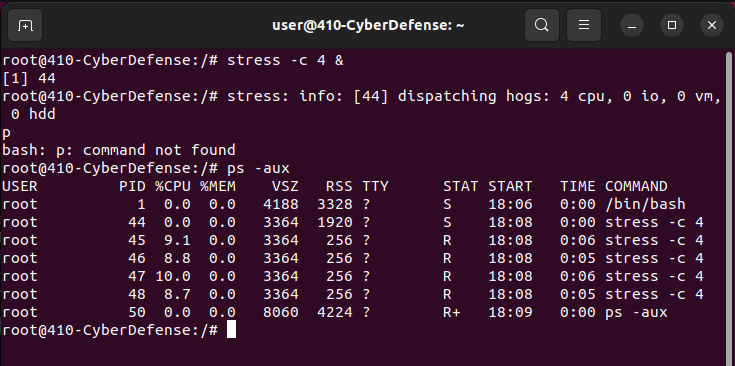 user@410-CyberDefense: ~
root@410-CyberDefense:/# stress -c 4 &
[1] 44
root@410-CyberDefense:/# stress: info: [44] dispatching hogs: 4 cpu, 0 io, 0 vm,
 0 hdd
p
bash: p: command not found
root@410-CyberDefense:/# ps -aux
USER         PID %CPU %MEM    VSZ   RSS TTY      STAT START   TIME COMMAND
root           1  0.0  0.0   4188  3328 ?        S    18:06   0:00 /bin/bash
root          44  0.0  0.0   3364  1920 ?        S    18:08   0:00 stress -c 4
root          45  9.1  0.0   3364   256 ?        R    18:08   0:06 stress -c 4
root          46  8.8  0.0   3364   256 ?        R    18:08   0:05 stress -c 4
root          47 10.0  0.0   3364   256 ?        R    18:08   0:06 stress -c 4
root          48  8.7  0.0   3364   256 ?        R    18:08   0:05 stress -c 4
root          50  0.0  0.0   8060  4224 ?        R+   18:09   0:00 ps -aux
root@410-CyberDefense:/#